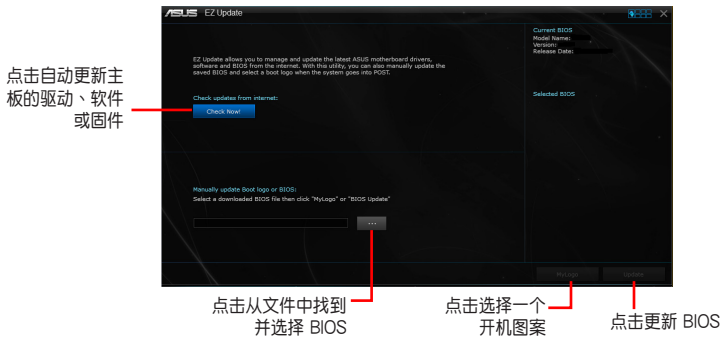 ASUS EZ Update
Current BIOS
Model Name:
Version:
Release Date:
EZ Update allows you to manage and update the latest ASUS motherboard drivers,
software and BIOS from the internet. With this utility, you can also manually update the
saved BIOS and select a boot logo when the system goes into POST.
点击自动更新主
板的驱动、软件
或固件
Check updates from internet:
Check Now!
Selected BIOS
Manually update Boot logo or BIOS:
Select a downloaded BIOS file then click "MyLogo" or "BIOS Update"
...
MyLogo
Update
点击从文件中找到
并选择 BIOS
点击选择一个
开机图案
点击更新 BIOS